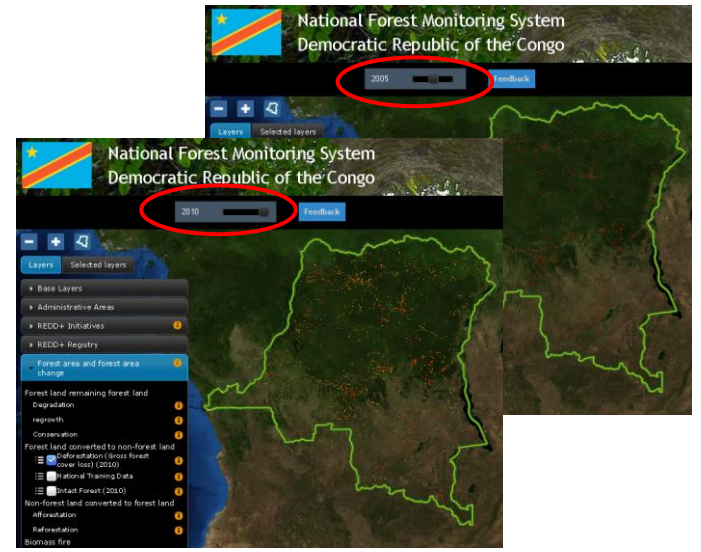 National Forest Monitoring System
Democratic Republic of the Congo
2005
Feedback
Layers
Selected layers
National Forest Monitoring System
Democratic Republic of the Congo
2010
Feedback
Layers
Selected layers
Base Layers
Administrative Areas
REDD+ Initiatives
REDD+ Registry
Forest area and forest area
change
Forest land remaining forest land
Degradation
regrowth
Conservation
Forest land converted to non-forest land
Deforestation (Gross forest
cover loss) (2010)
National Training Data
Intact Forest (2010)
Non-forest land converted to forest land
Afforestation
Reforestation
Biomass fire